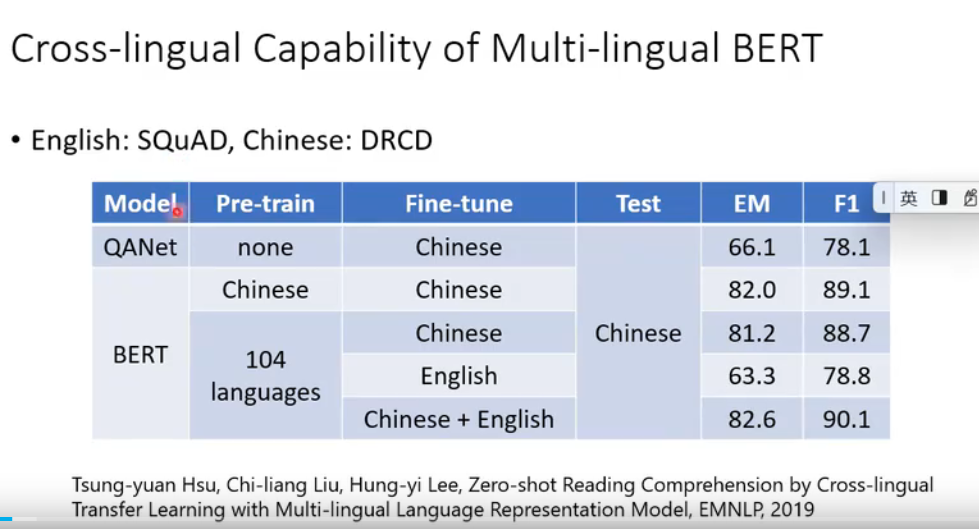 Cross-lingual Capability of Multi-lingual BERT
• English: SQuAD, Chinese: DRCD
Model Pre-train Fine-tune Test EM F1
英
QANet none Chinese 66.1 78.1
Chinese Chinese 82.0 89.1
Chinese Chinese 81.2 88.7
BERT 104 languages
English 63.3 78.8
Chinese + English 82.6 90.1
Tsung-yuan Hsu, Chi-liang Liu, Hung-yi Lee, Zero-shot Reading Comprehension by Cross-lingual
Transfer Learning with Multi-lingual Language Representation Model, EMNLP, 2019